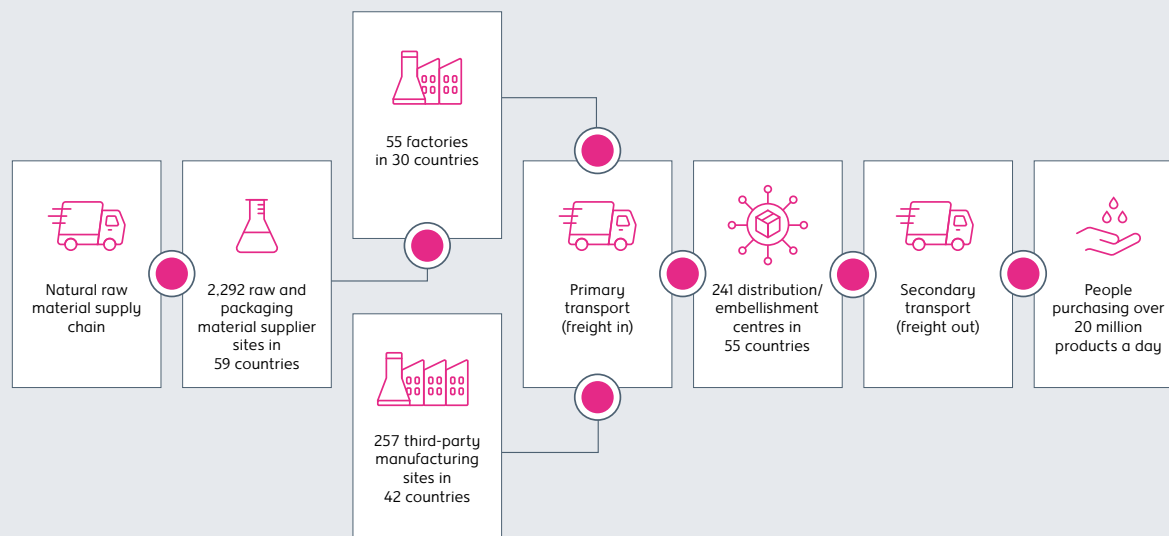 Natural raw
material supply
chain
2,292 raw and
packaging
material supplier
sites in
59 countries
55 factories
in 30 countries
257 third-party
manufacturing
sites in
42 countries
Primary
transport
(freight in)
241 distribution/
embellishment
centres in
55 countries
Secondary
transport
(freight out)
People
purchasing over
20 million
products a day